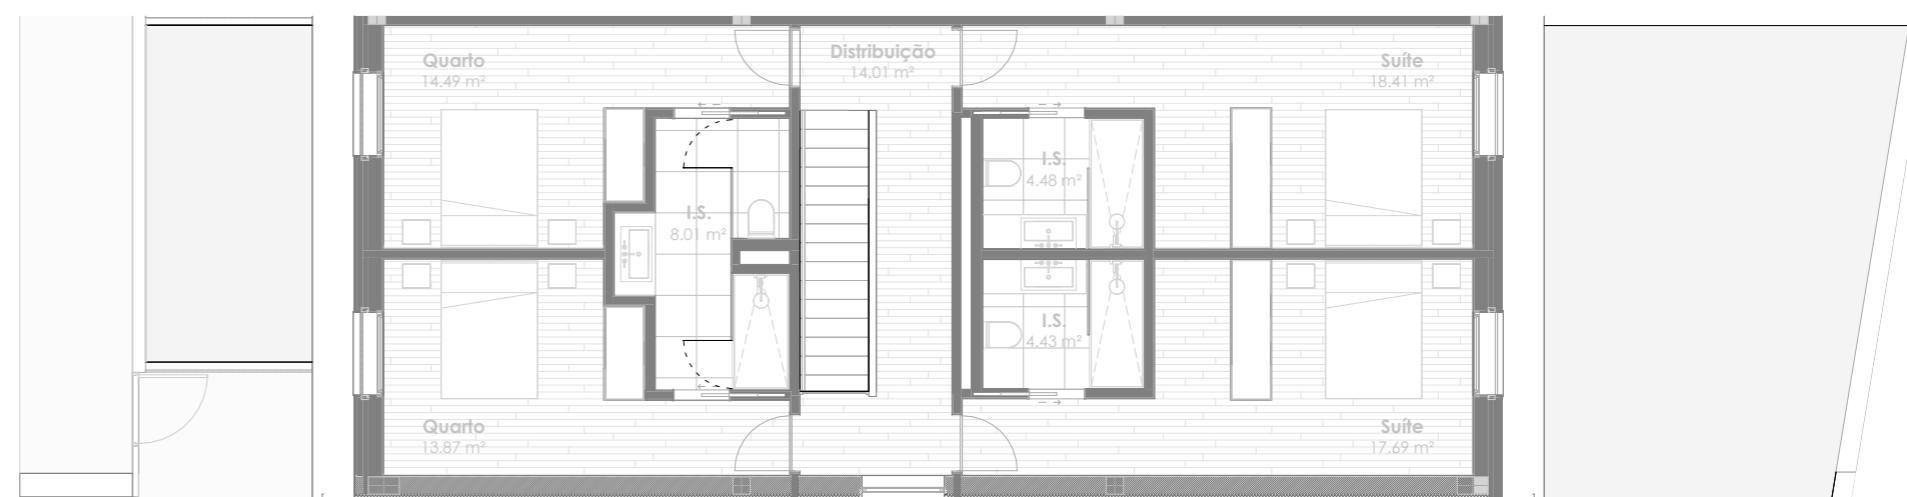 Quarto
14.49 m²
Distribuição
14.01 m²
Suíte
18.41 m²
I.S.
4.48 m²
I.S.
8.01 m²
I.S.
4.43 m²
Quarto
13.87 m²
Suíte
17.69 m²